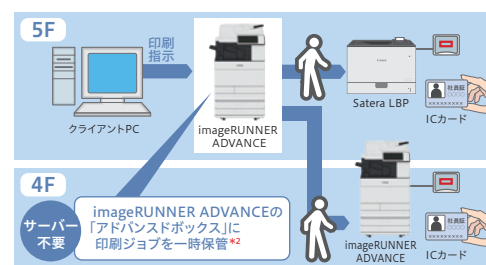 5F
印刷
指示
クライアントPC
imageRUNNER
ADVANCE
Satera LBP
社員証
ICカード
4F
サーバー
不要
imageRUNNER ADVANCEの
「アドバンスドボックス」に
印刷ジョブを一時保管*2
imageRUNNER
ADVANCE
社員証
ICカード